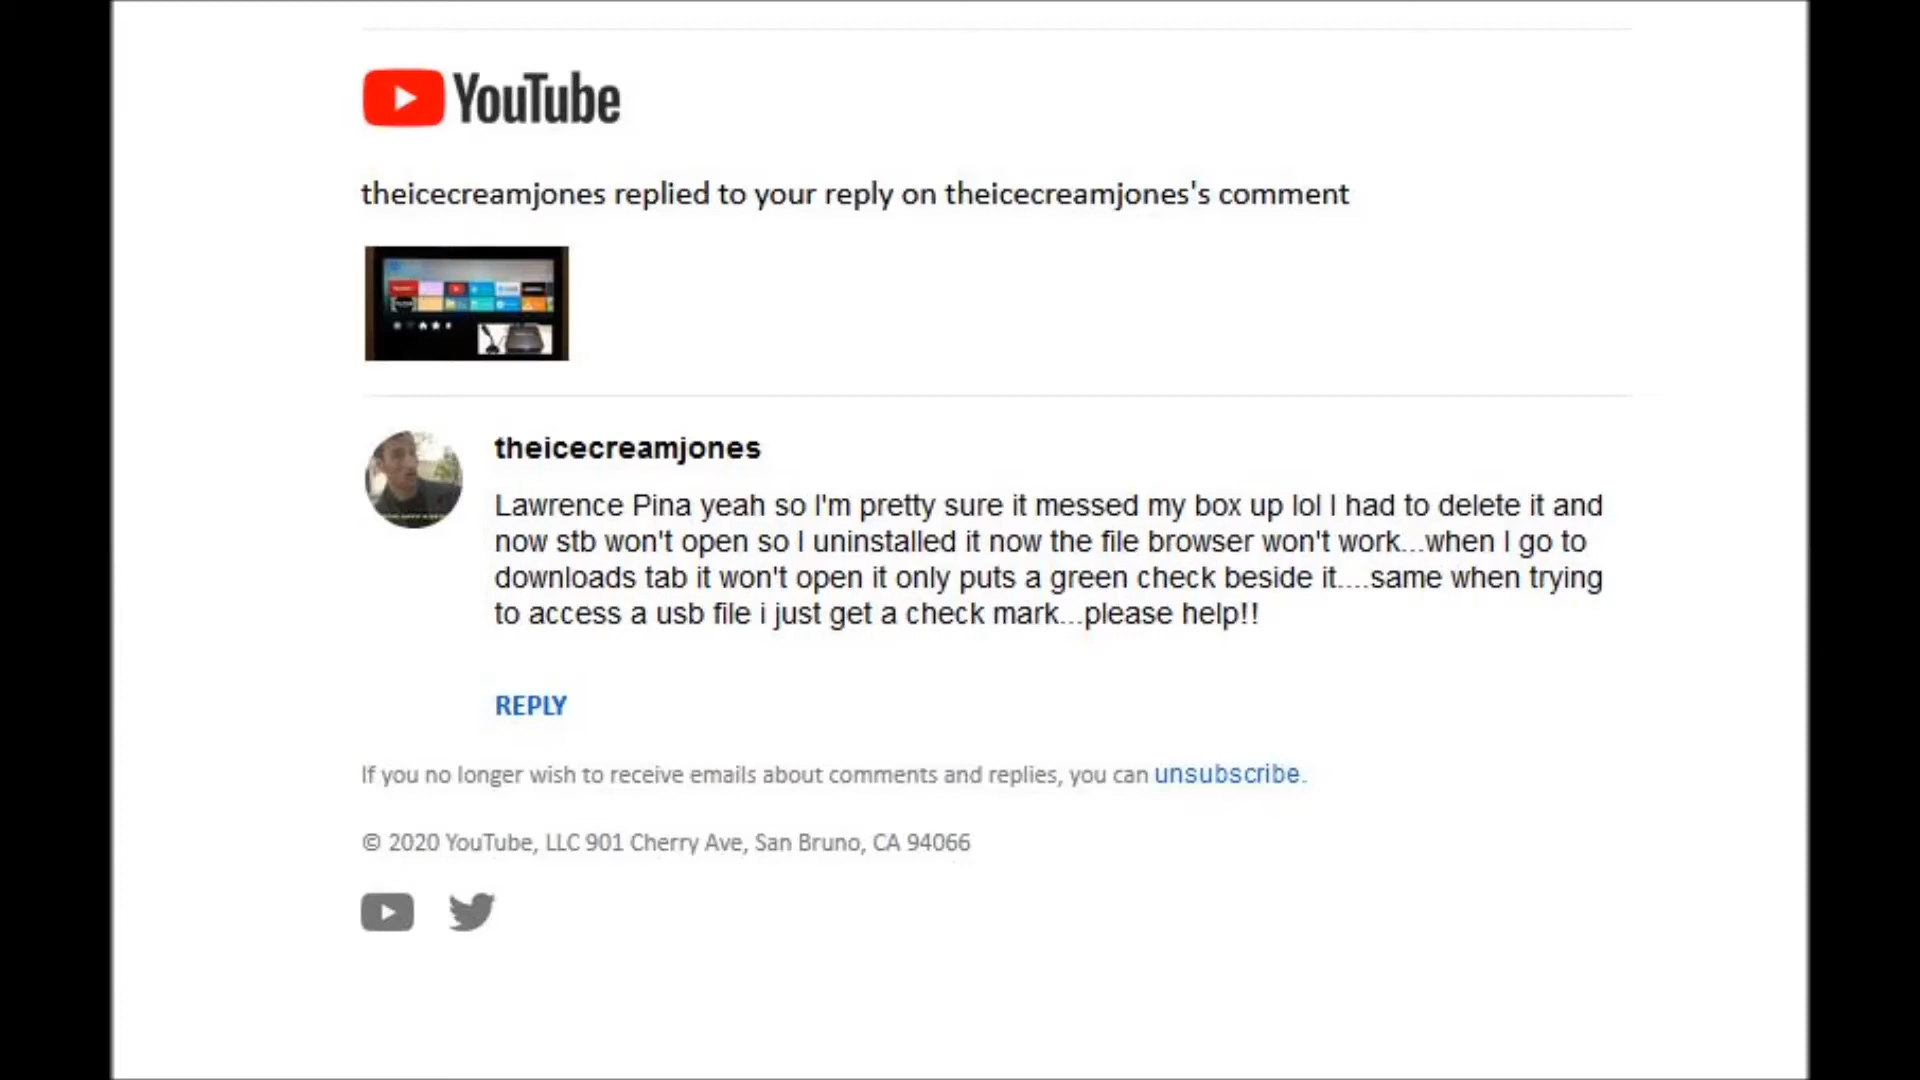 YouTube
theicecreamjones replied to your reply on theicecreamjones's comment
theicecreamjones
Lawrence Pina yeah so I'm pretty sure it messed my box up lol I had to delete it and
now stb won't open so I uninstalled it now the file browser won't work...when I go to
downloads tab it won't open it only puts a green check beside it....same when trying
to access a usb file i just get a check mark...please help!!
REPLY
If you no longer wish to receive emails about comments and replies, you can unsubscribe.
© 2020 YouTube, LLC 901 Cherry Ave, San Bruno, CA 94066